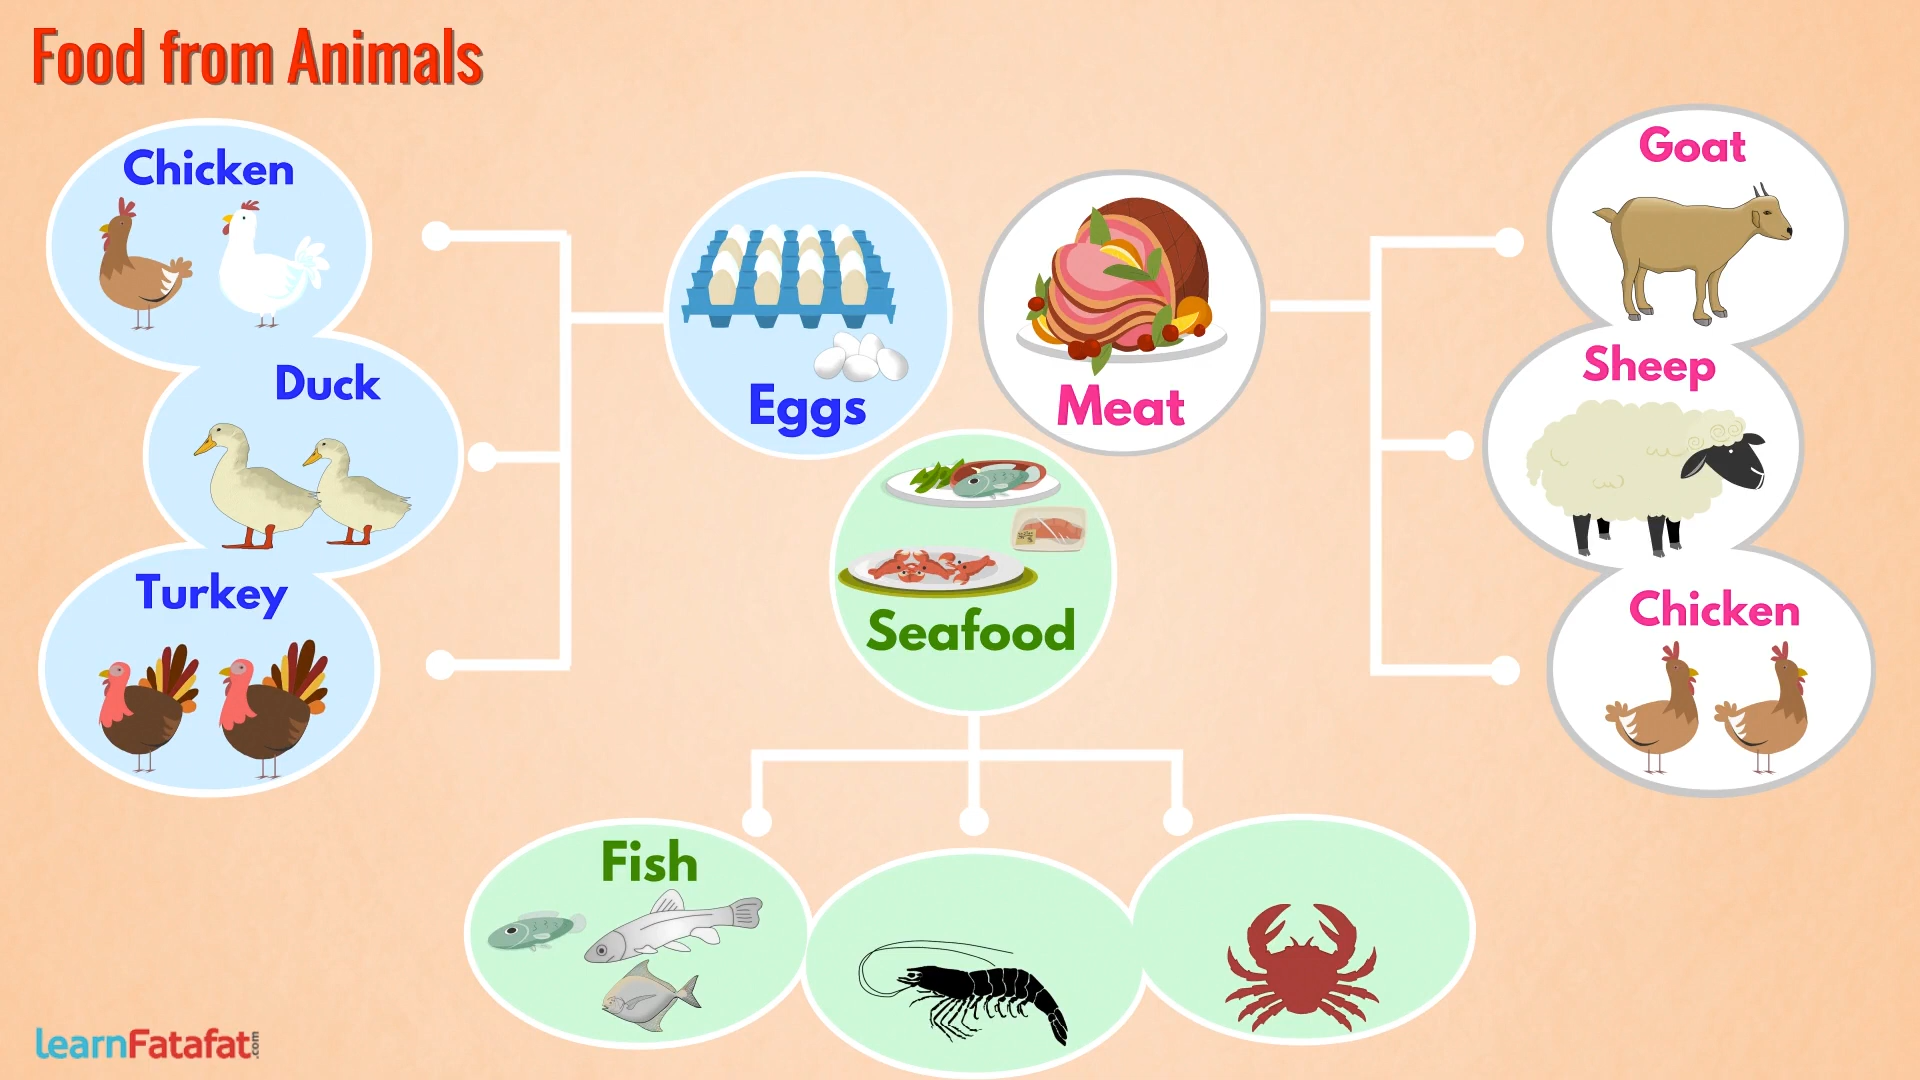 Food from Animals
Chicken
Duck
Turkey
Eggs
Meat
Seafood
Goat
Sheep
Chicken
Fish
LearnFatafat.com